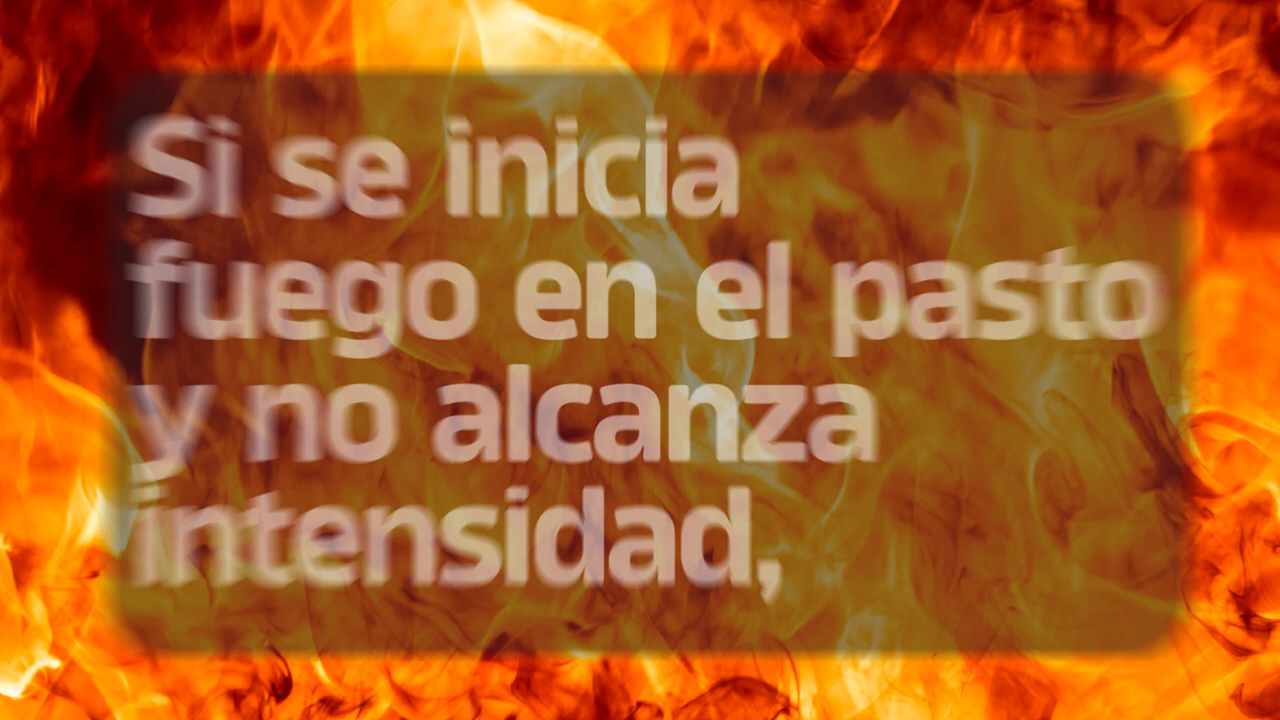 Si se inicia
fuego en el pasto
y no alcanza
intensidad,